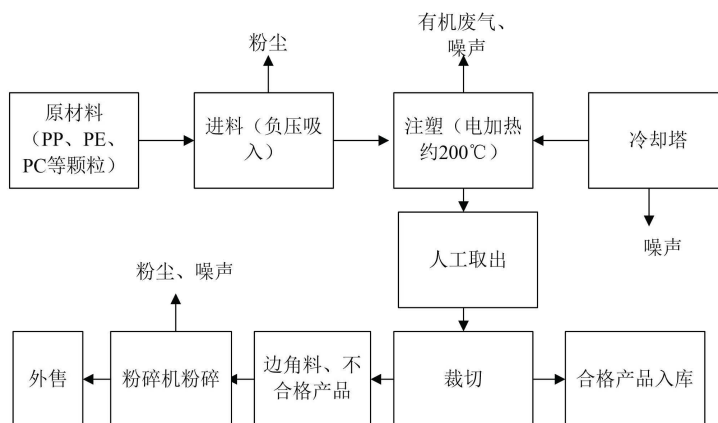 粉尘
有机废气、
噪声
原材料
（PP、PE、
PC等颗粒）
进料（负压吸
入）
注塑（电加热
约200℃）
冷却塔
噪声
人工取出
粉尘、噪声
外售
粉碎机粉碎
边角料、不
合格产品
裁切
合格产品入库